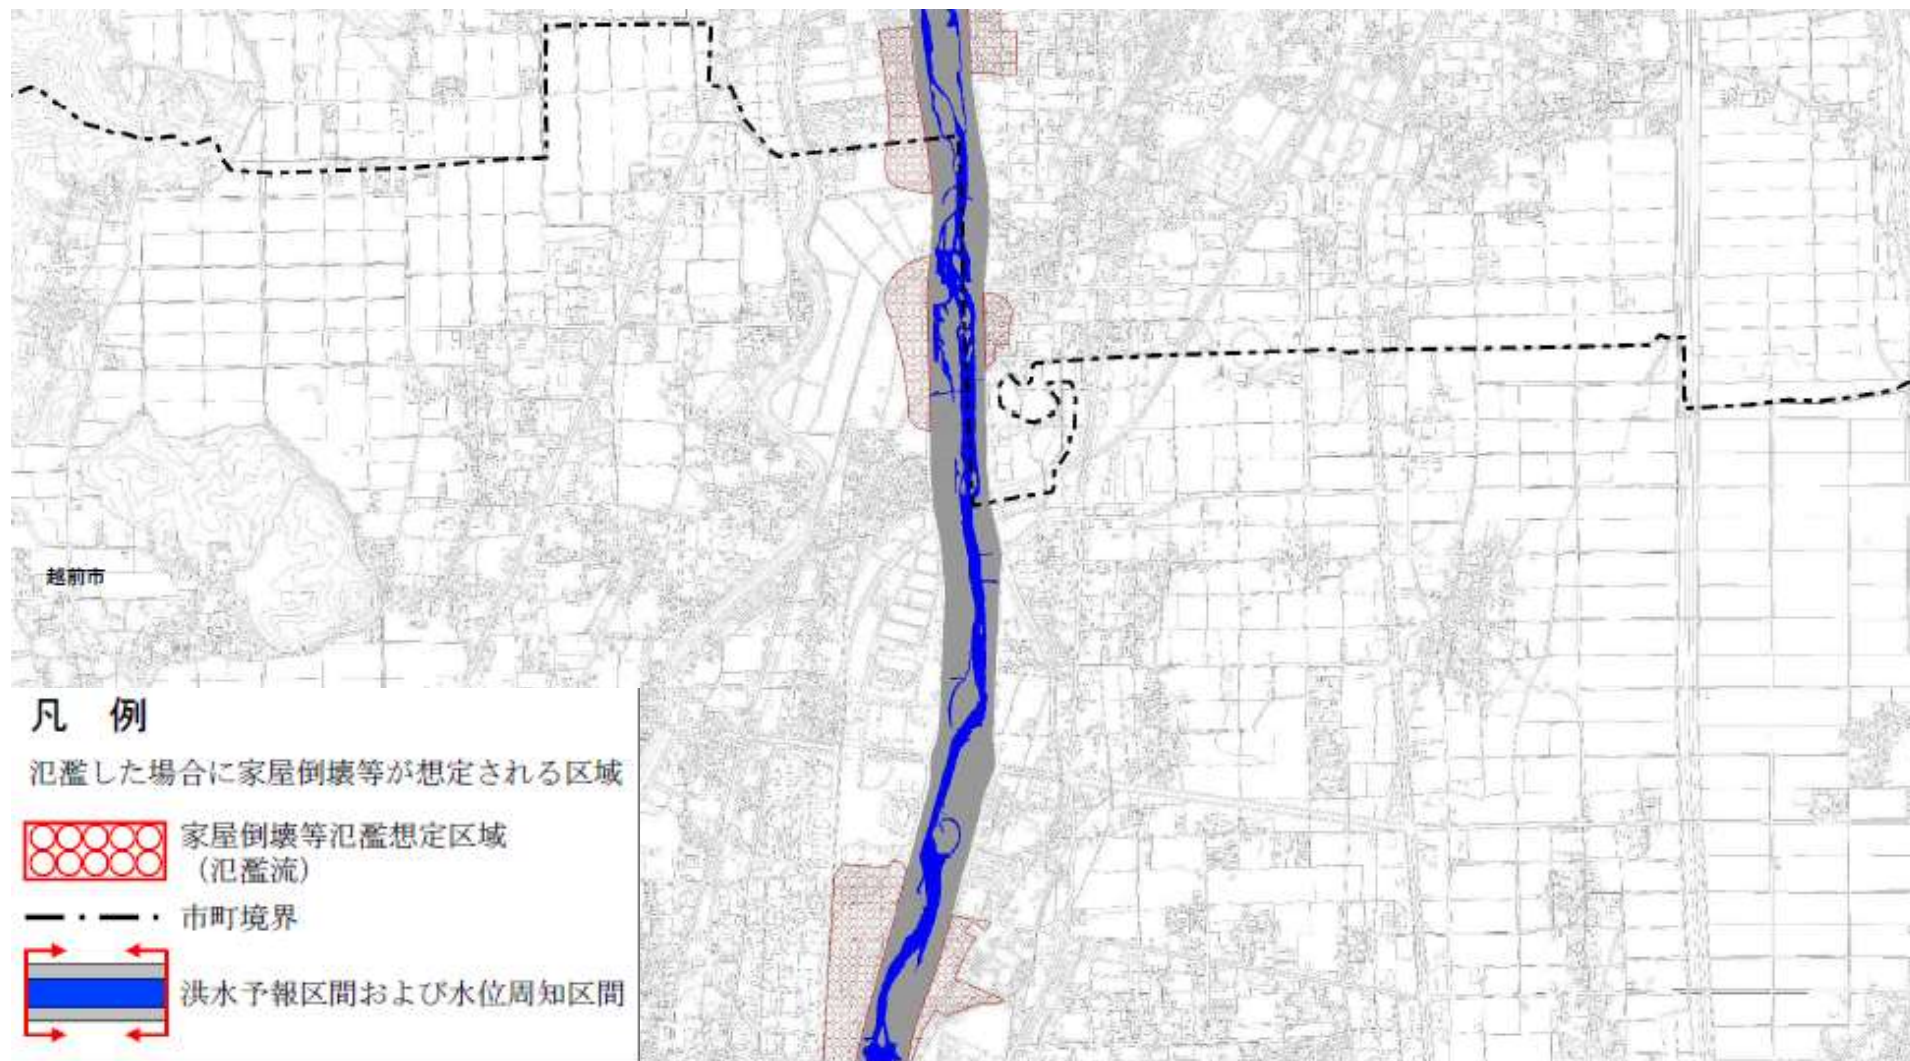 越前市
凡 例
氾濫した場合に家屋倒壊等が想定される区域
家屋倒壊等氾濫想定区域
（氾濫流）
市町境界
洪水予報区間および水位周知区間